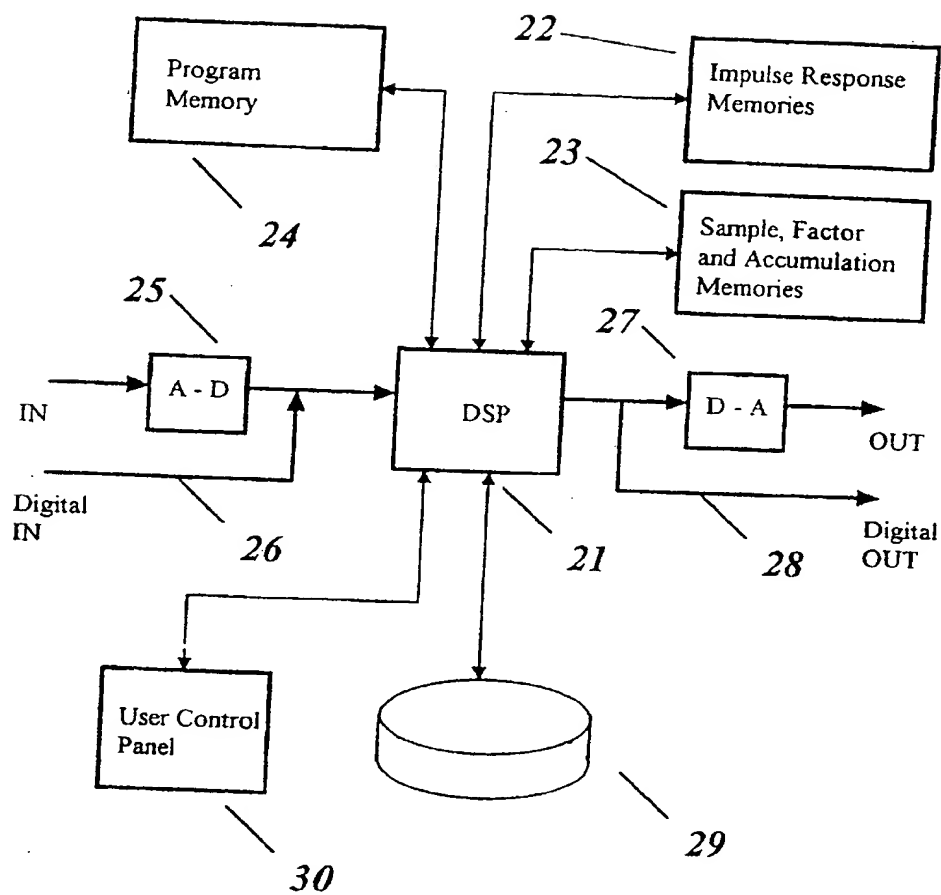 22
Program
Memory
Impulse Response
Memories
23
24
Sample, Factor
and Accumulation
Memories
25
27
A - D
DSP
D - A
IN
OUT
Digital
IN
26
21
28
Digital
OUT
User Control
Panel
29
30